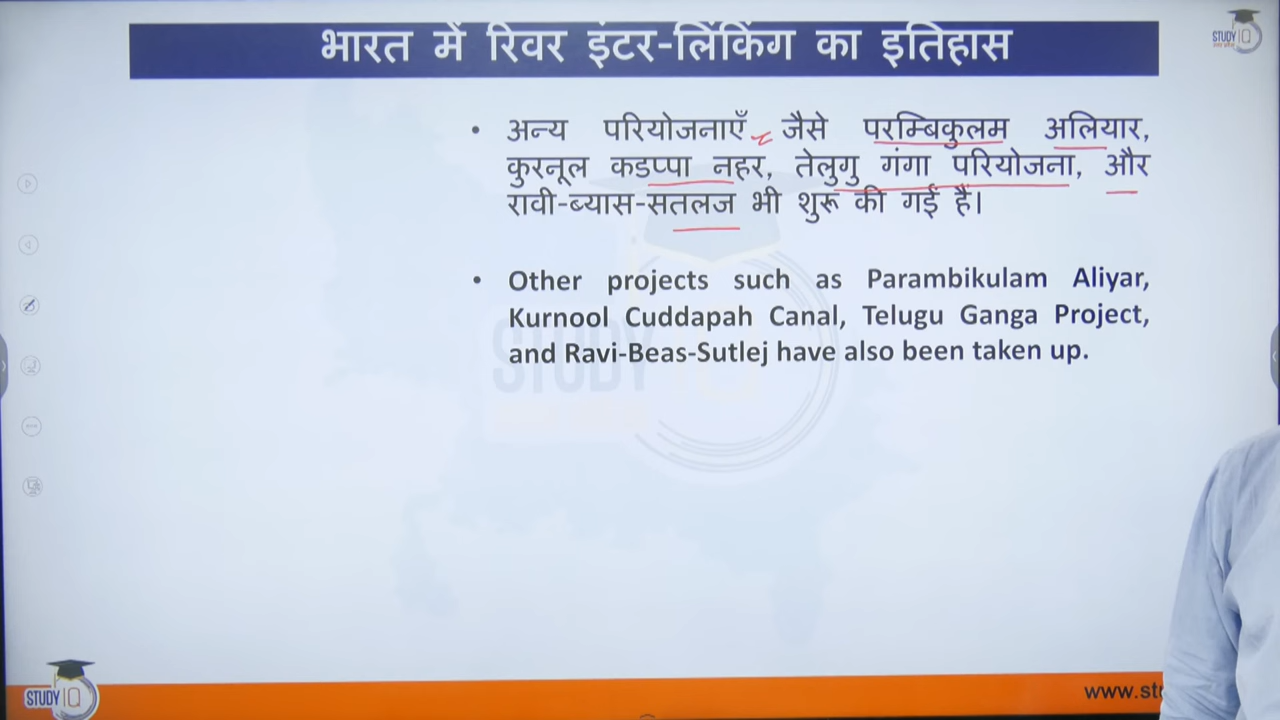 भारत में रिवर इंटर-लिंकिंग का इतिहास
STUDY IQ
• अन्य परियोजनाएँ जैसे परम्बिकुलम अलियार,
कुरनूल कडप्पा नहर, तेलुगु गंगा परियोजना, और
रावी-ब्यास-सतलज भी शुरू की गई हैं।
• Other projects such as Parambikulam Aliyar,
Kurnool Cuddapah Canal, Telugu Ganga Project,
and Ravi-Beas-Sutlej have also been taken up.
STUDY
STUDY IQ